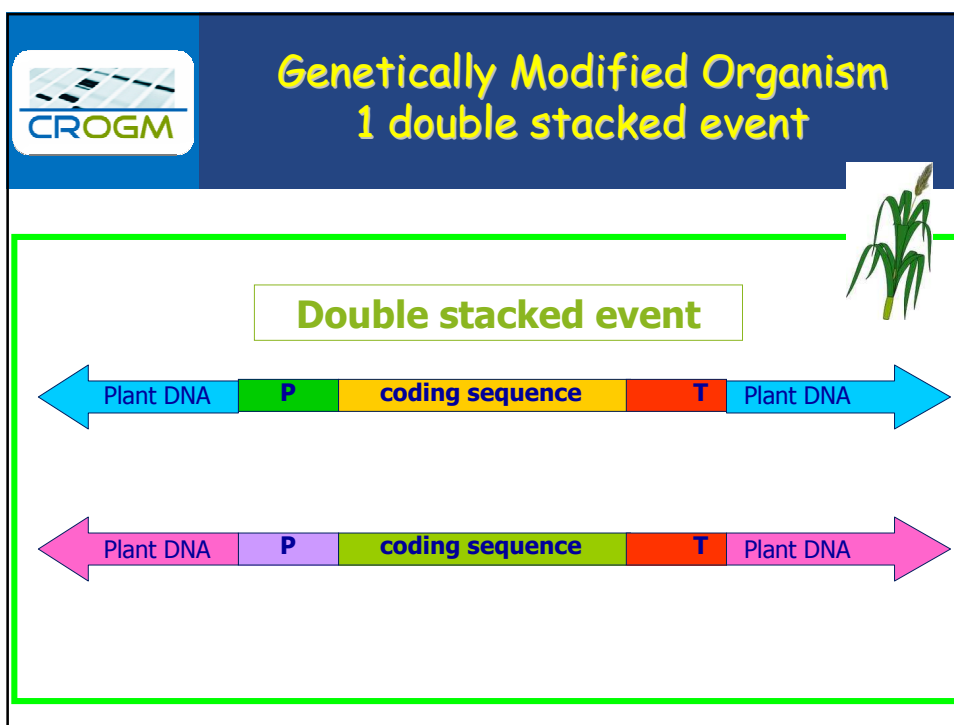 CROGM
Genetically Modified Organism
1 double stacked event
Double stacked event
Plant DNA P coding sequence T Plant DNA
Plant DNA P coding sequence T Plant DNA